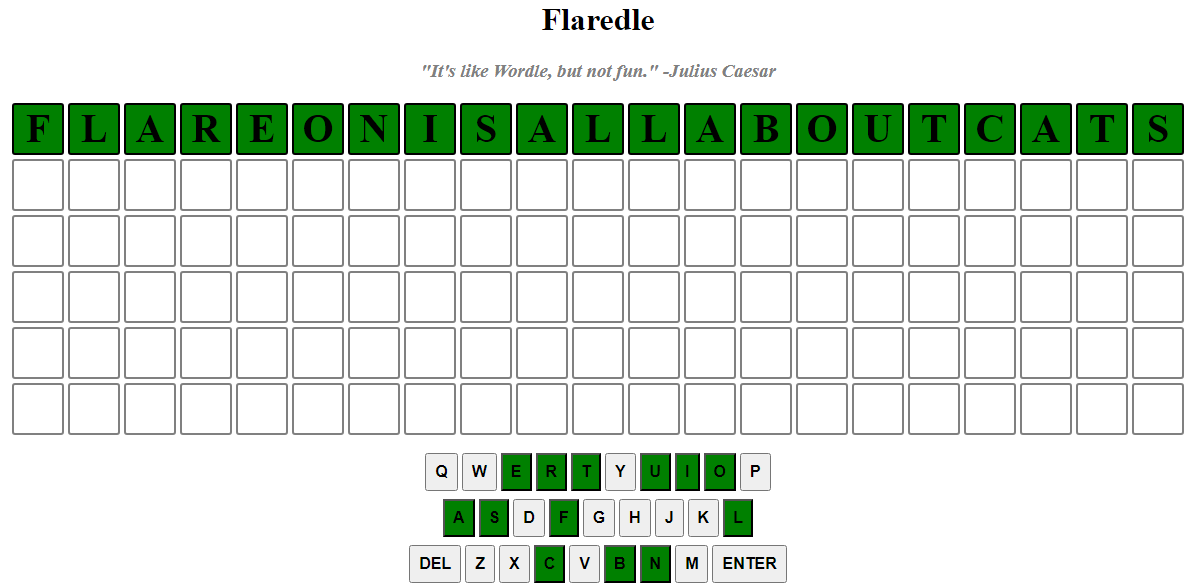 Flaredle
"It's like Wordle, but not fun." -Julius Caesar
F L A R E O N I S A L L A B O U T C A T S
Q W E R T Y U I O P
A S D F G H J K L
DEL Z X C V B N M ENTER